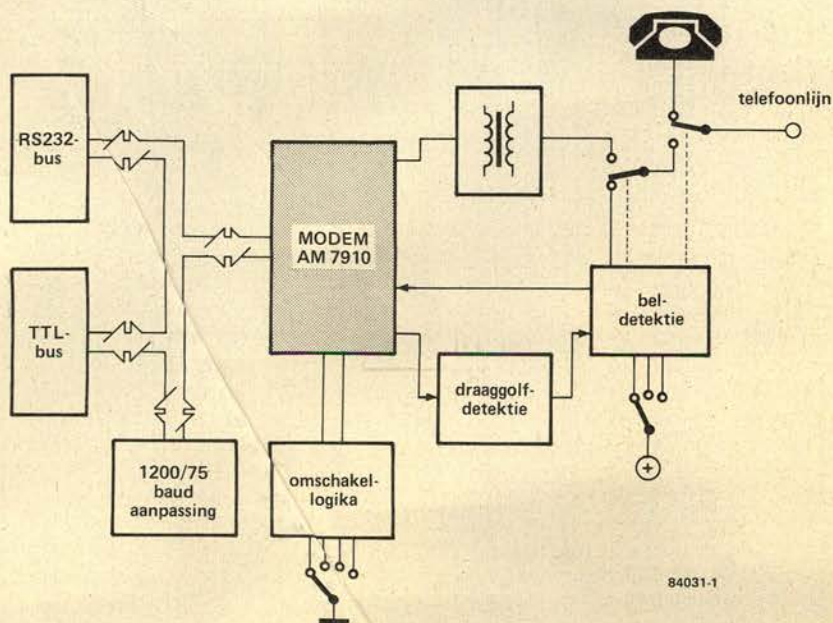 RS232-
bus
TTL-
bus
1200/75
baud
aanpassing
MODEM
AM 7910
omschakel-
logika
draaggolf-
detektie
bel-
detektie
telefoonlijn
+
84031-1